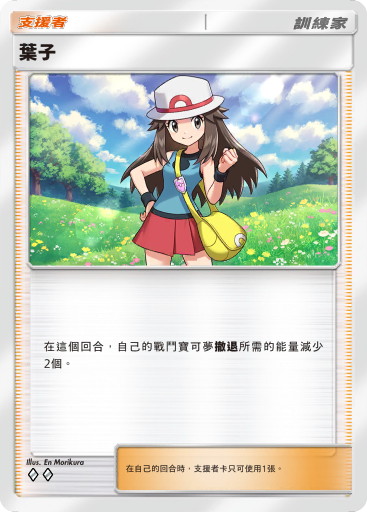 支援者
訓練家
葉子
在這個回合，自己的戰鬥寶可夢撤退所需的能量減少
2個。
Illus. En Morikura
在自己的回合時，支援者卡只可使用1張。